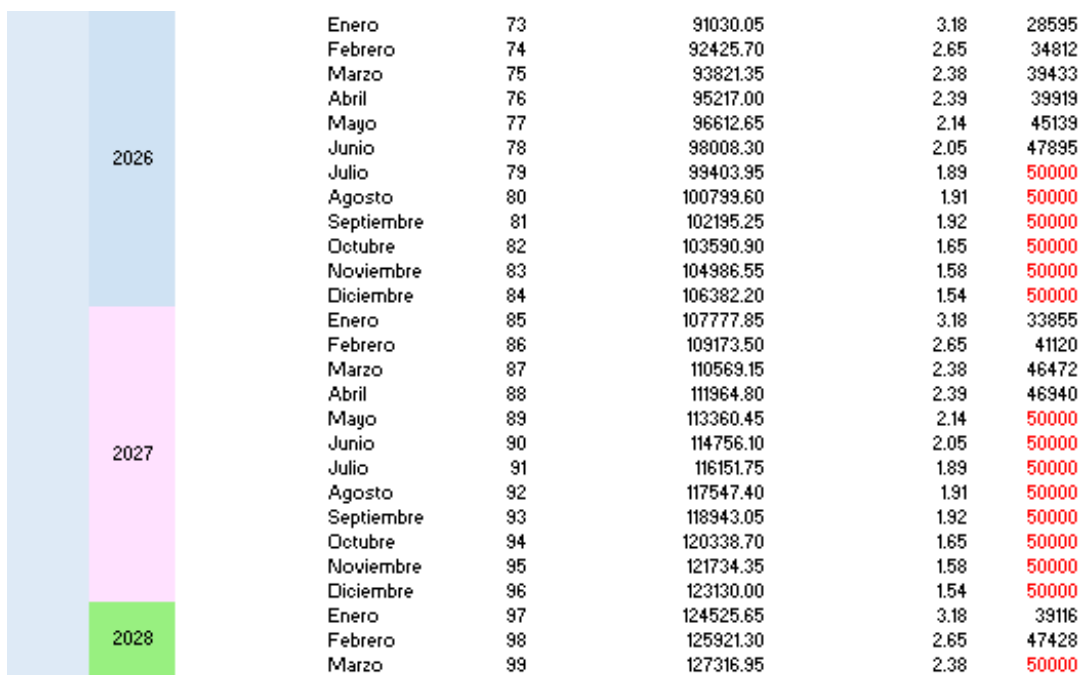 Enero 73 91030.05 3.18 28595
Febrero 74 92425.70 2.65 34812
Marzo 75 93821.35 2.38 39433
Abril 76 95217.00 2.39 39919
Mayo 77 96612.65 2.14 45139
2026 Junio 78 98008.30 2.05 47895
Julio 79 99403.95 1.89 50000
Agosto 80 100799.60 1.91 50000
Septiembre 81 102195.25 1.92 50000
Octubre 82 103590.90 1.65 50000
Noviembre 83 104986.55 1.58 50000
Diciembre 84 106382.20 1.54 50000
Enero 85 107777.85 3.18 33855
Febrero 86 109173.50 2.65 41120
Marzo 87 110569.15 2.38 46472
Abril 88 111964.80 2.39 46940
Mayo 89 113360.45 2.14 50000
2027 Junio 90 114756.10 2.05 50000
Julio 91 116151.75 1.89 50000
Agosto 92 117547.40 1.91 50000
Septiembre 93 118943.05 1.92 50000
Octubre 94 120338.70 1.65 50000
Noviembre 95 121734.35 1.58 50000
Diciembre 96 123130.00 1.54 50000
Enero 97 124525.65 3.18 39116
2028 Febrero 98 125921.30 2.65 47428
Marzo 99 127316.95 2.38 50000